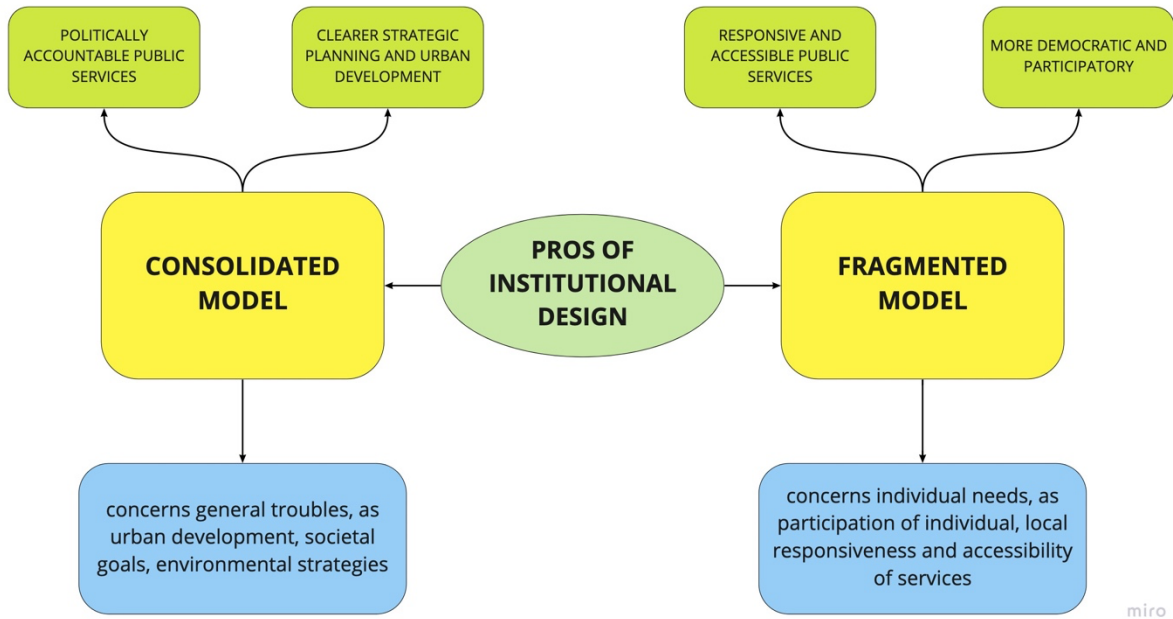 POLITICALLY
ACCOUNTABLE PUBLIC
SERVICES
CLEARER STRATEGIC
PLANNING AND URBAN
DEVELOPMENT
RESPONSIVE AND
ACCESSIBLE PUBLIC
SERVICES
MORE DEMOCRATIC AND
PARTICIPATORY
CONSOLIDATED
MODEL
PROS OF
INSTITUTIONAL
DESIGN
FRAGMENTED
MODEL
concerns general troubles, as
urban development, societal
goals, environmental strategies
concerns individual needs, as
participation of individual, local
responsiveness and accessibility
of services
miro